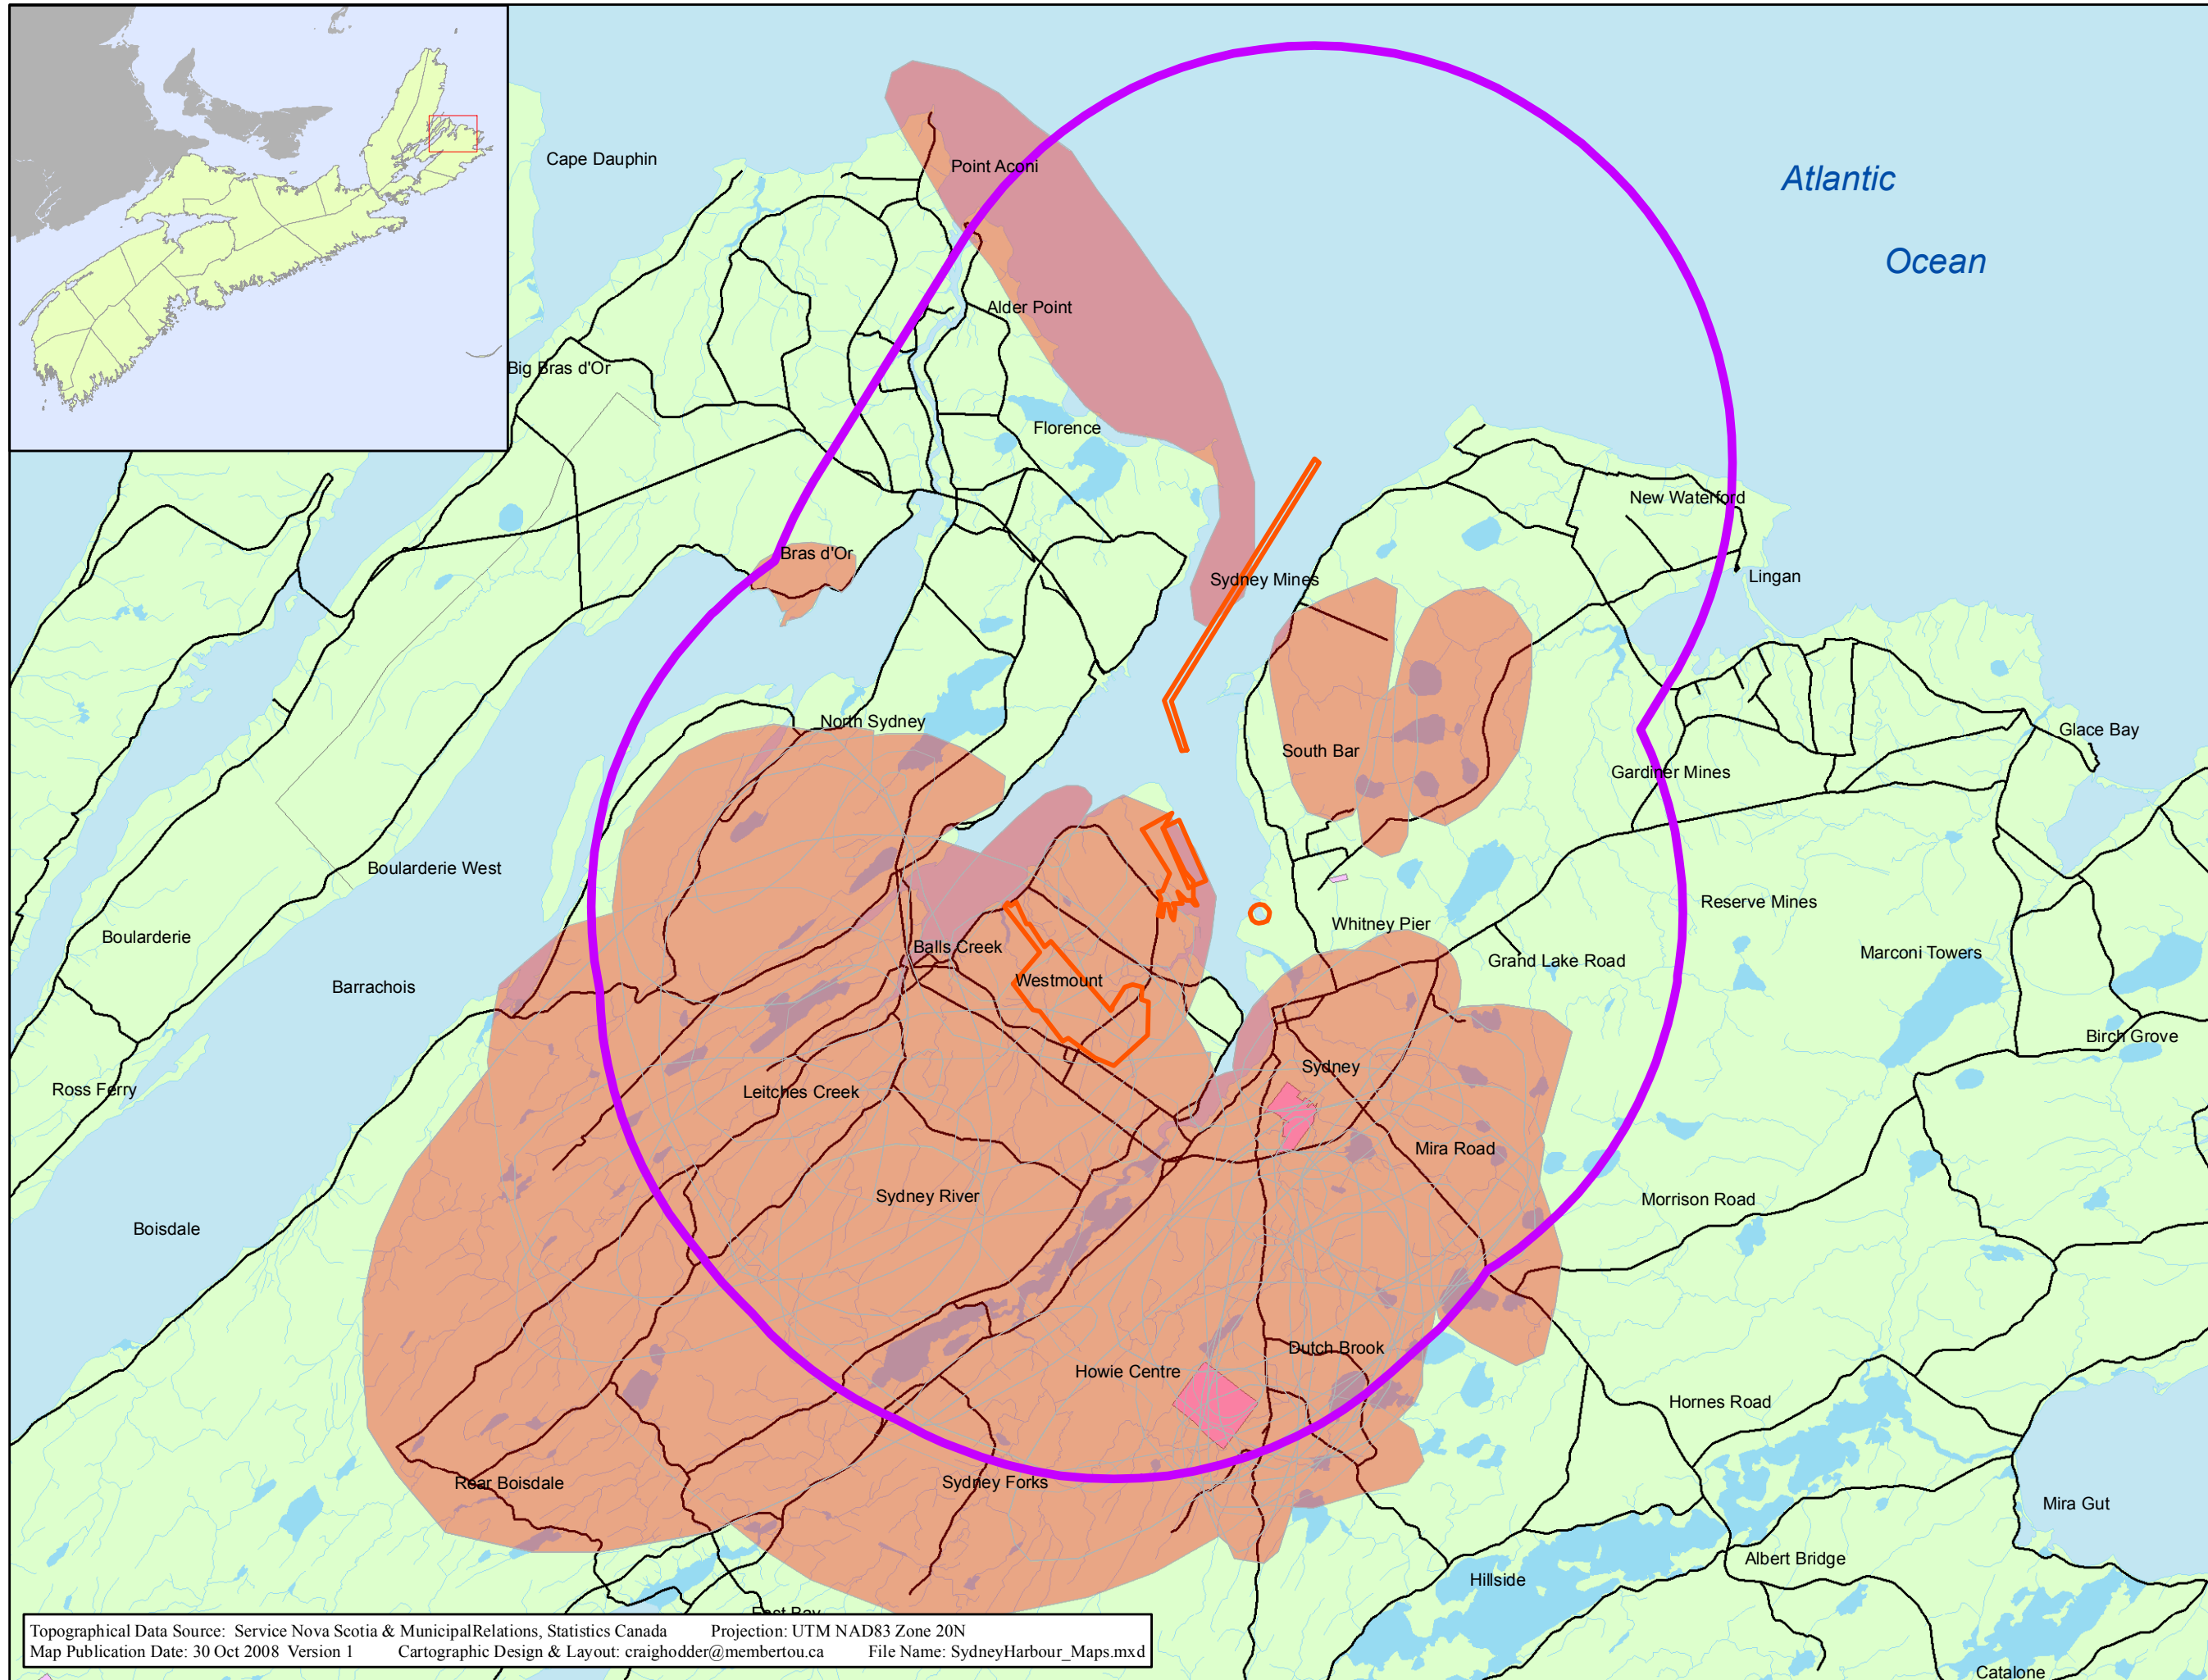 Cape Dauphin
Point Aconi
Atlantic
Ocean
Alder Point
Big Bras d'Or
Florence
New Waterford
Bras d'Or
Sydney Mines
Lingan
North Sydney
South Bar
Glace Bay
Gardiner Mines
Boularderie West
Reserve Mines
Whitney Pier
Boularderie
Balls Creek
Marconi Towers
Grand Lake Road
Westmount
Barrachois
Birch Grove
Sydney
Ross Ferry
Leitches Creek
Mira Road
Sydney River
Morrison Road
Boisdale
Dutch Brook
Howie Centre
Hornes Road
Rear Boisdale
Sydney Forks
Mira Gut
Albert Bridge
Hillside
East Bay
Catalone
Topographical Data Source: Service Nova Scotia & MunicipalRelations, Statistics Canada Projection: UTM NAD83 Zone 20N
Map Publication Date: 30 Oct 2008 Version 1 Cartographic Design & Layout: craighodder@membertou.ca File Name: SydneyHarbour_Maps.mxd